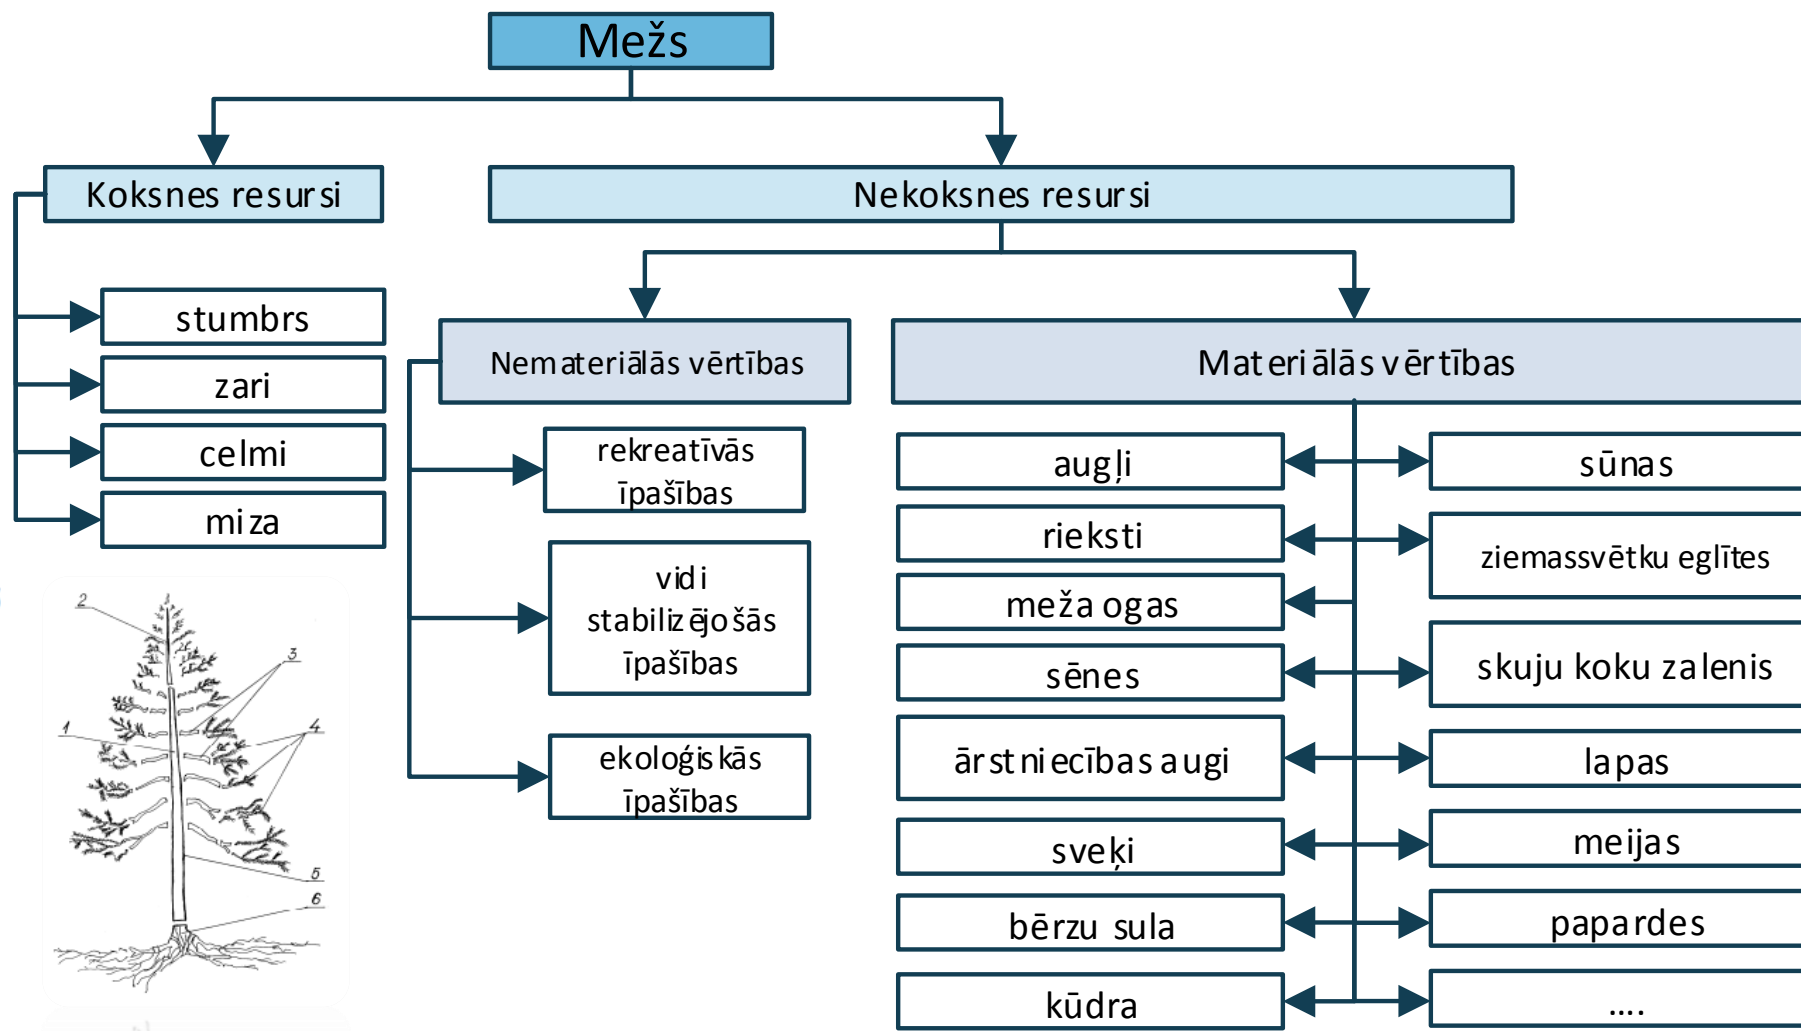 Mežs
Koksnes resursi
Nekoksnes resursi
stumbrs
zari
celmi
miza
Nemateriālās vērtības
Materiālās vērtības
rekreatīvās
īpašības
vidi
stabilizējošās
īpašības
ekoloģiskās
īpašības
augļi
rieksti
meža ogas
sēnes
ārstniecības augi
sveķi
bērzu sula
kūdra
sūnas
ziemassvētku eglītes
skuju koku zalenis
lapas
meijas
papardes
....
2
3
1
4
5
6